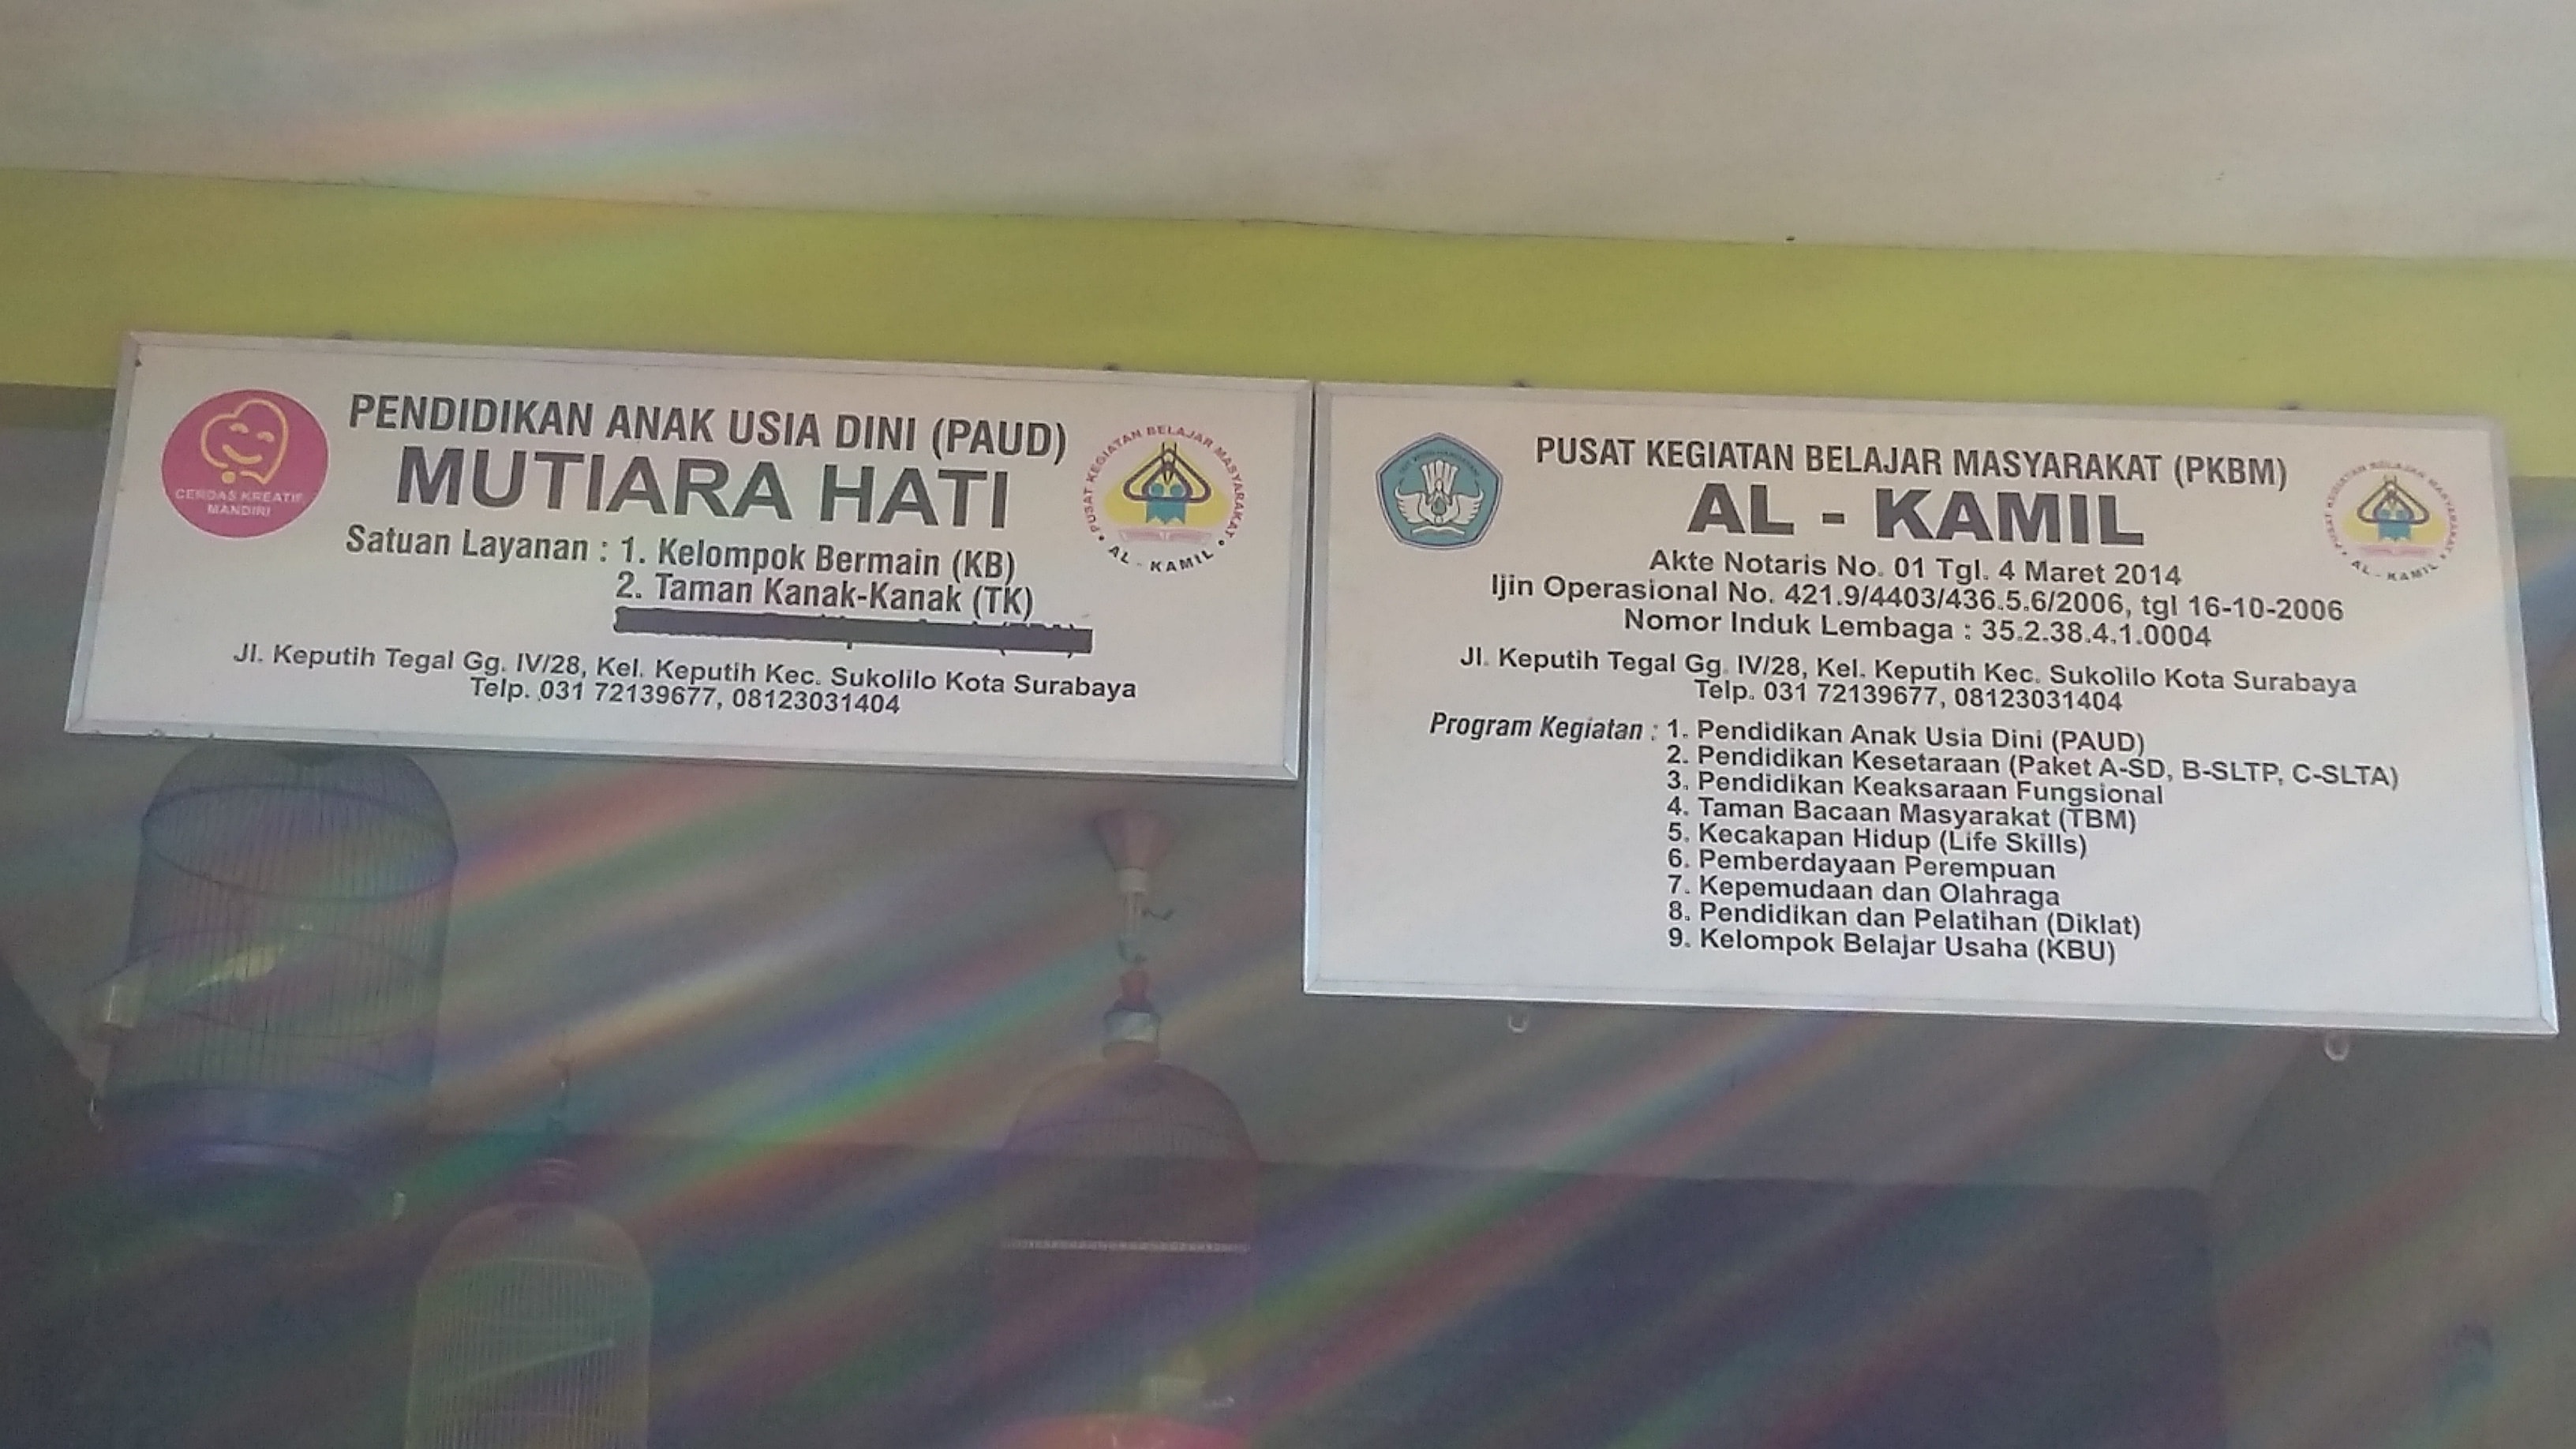 CERDAS KREATIF
MANDIRI
PENDIDIKAN ANAK USIA DINI (PAUD)
MUTIARA HATI
Satuan Layanan : 1. Kelompok Bermain (KB)
2. Taman Kanak-Kanak (TK)
Jl. Keputih Tegal Gg. IV/28, Kel. Keputih Kec. Sukolilo Kota Surabaya
Telp. 031 72139677, 08123031404
PUSAT KEGIATAN BELAJAR MASYARAKAT
AL - KAMIL
PUSAT KEGIATAN BELAJAR MASYARAKAT (PKBM)
AL - KAMIL
Akte Notaris No. 01 Tgl. 4 Maret 2014
Ijin Operasional No. 421.9/4403/436.5.6/2006, tgl 16-10-2006
Nomor Induk Lembaga : 35.2.38.4.1.0004
Jl. Keputih Tegal Gg. IV/28, Kel. Keputih Kec. Sukolilo Kota Surabaya
Telp. 031 72139677, 08123031404
Program Kegiatan : 1. Pendidikan Anak Usia Dini (PAUD)
2. Pendidikan Kesetaraan (Paket A-SD, B-SLTP, C-SLTA)
3. Pendidikan Keaksaraan Fungsional
4. Taman Bacaan Masyarakat (TBM)
5. Kecakapan Hidup (Life Skills)
6. Pemberdayaan Perempuan
7. Kepemudaan dan Olahraga
8. Pendidikan dan Pelatihan (Diklat)
9. Kelompok Belajar Usaha (KBU)
PUSAT KEGIATAN BELAJAR MASYARAKAT
AL - KAMIL